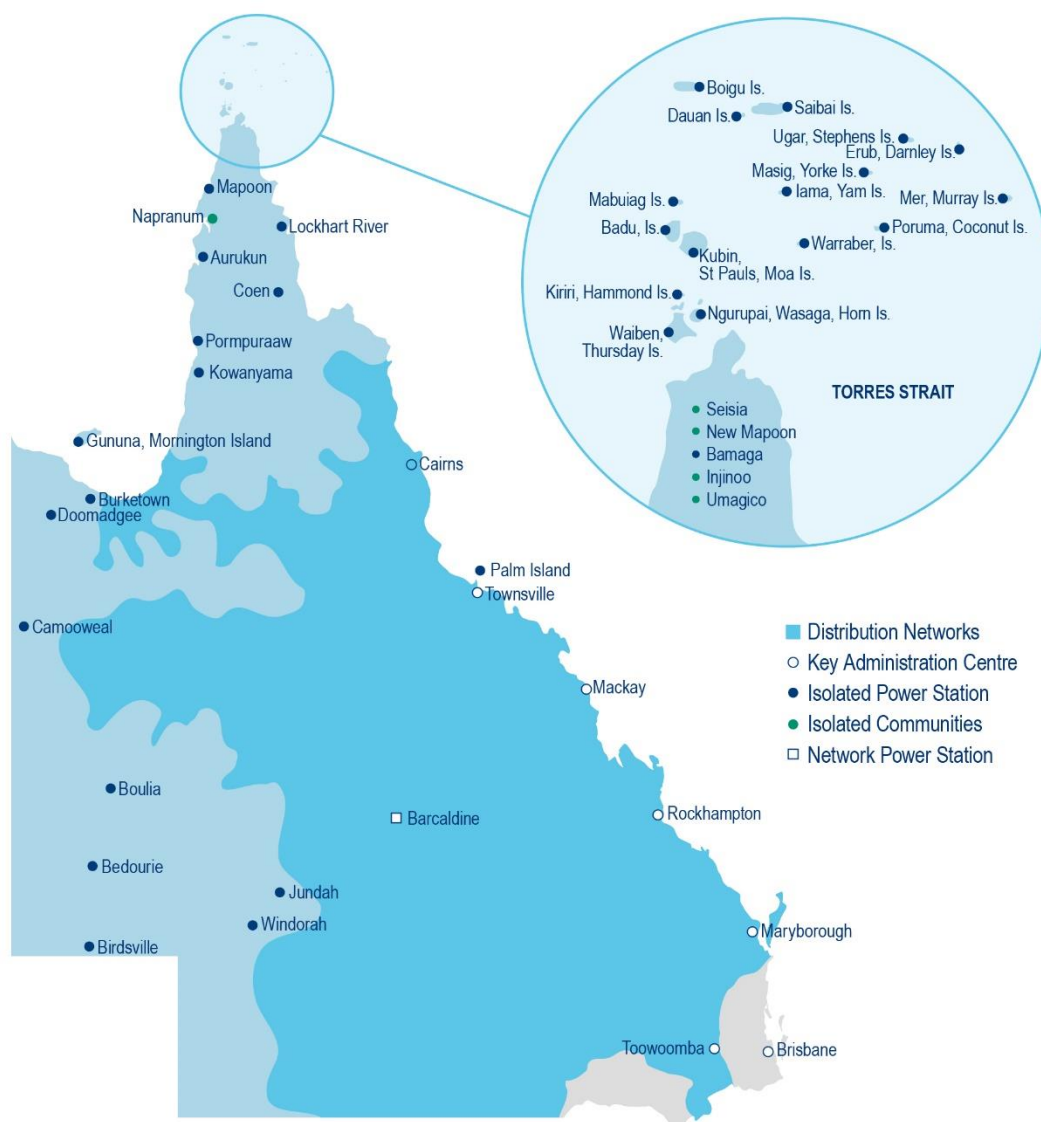 Boigu Is.
Saibai Is.
Dauan Is.
Ugar, Stephens Is.
Erub, Darnley Is.
Masig, Yorke Is.
Iama, Yam Is.
Mabuiag Is.
Mer, Murray Is.
Badu, Is.
Poruma, Coconut Is.
Warraber, Is.
Kubin,
St Pauls, Moa Is.
Kiriri, Hammond Is.
Ngurupai, Wasaga, Horn Is.
Waiben,
Thursday Is.
TORRES STRAIT
Seisia
New Mapoon
Bamaga
Injinoo
Umagico
Mapoon
Napranum
Lockhart River
Aurukun
Coen
Pormpuraaw
Kowanyama
Gununa, Mornington Island
Cairns
Burketown
Doomadgee
Palm Island
Townsville
Camooweal
Mackay
Boulia
Barcaldine
Rockhampton
Bedourie
Jundah
Windorah
Birdsville
Maryborough
Toowoomba
Brisbane
Distribution Networks
Key Administration Centre
Isolated Power Station
Isolated Communities
Network Power Station